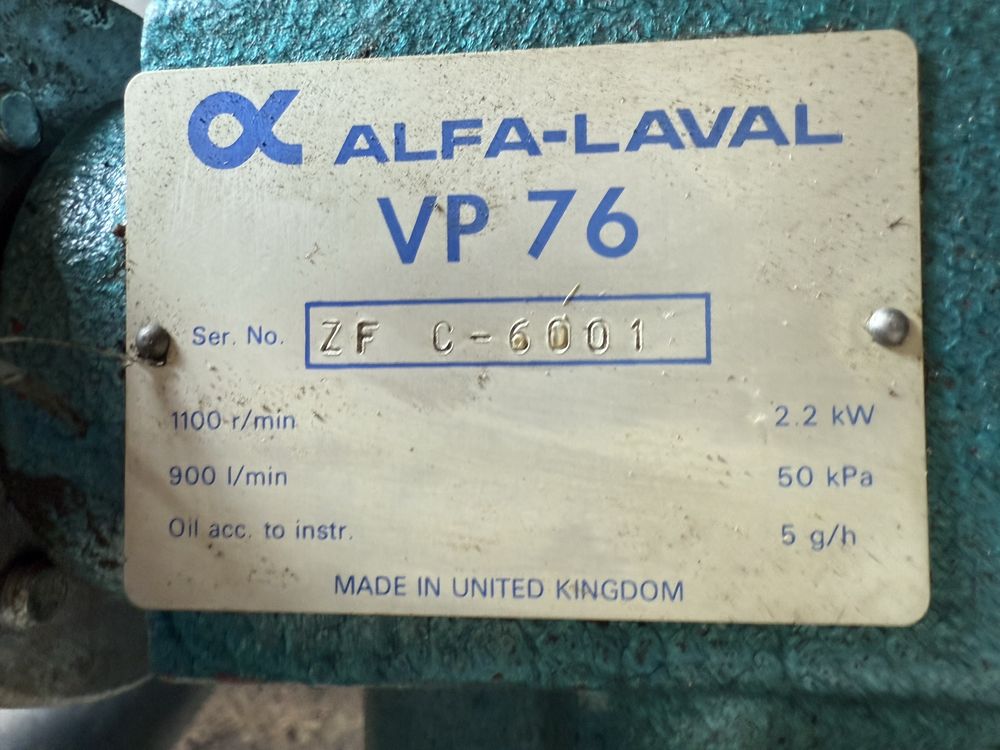 ALFA-LAVAL
VP 76
Ser. No. ZF C-6001
1100 r/min 2.2 kW
900 l/min 50 kPa
Oil acc. to instr. 5 g/h
MADE IN UNITED KINGDOM